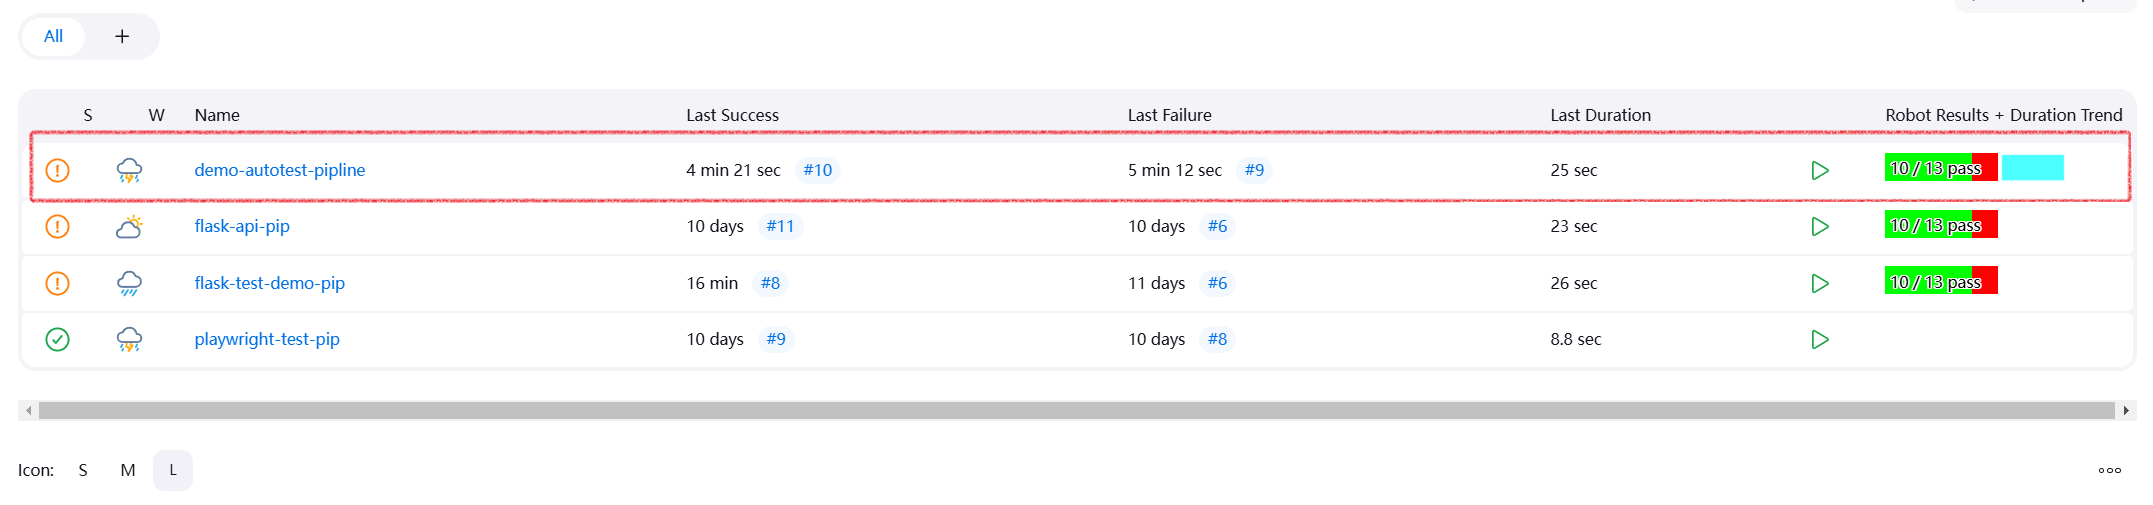 All +
S W Name Last Success Last Failure Last Duration Robot Results + Duration Trend
demo-autotest-pipline 4 min 21 sec #10 5 min 12 sec #9 25 sec 10 / 13 pass
flask-api-pip 10 days #11 10 days #6 23 sec 10 / 13 pass
flask-test-demo-pip 16 min #8 11 days #6 26 sec 10 / 13 pass
playwright-test-pip 10 days #9 10 days #8 8.8 sec
Icon: S M L